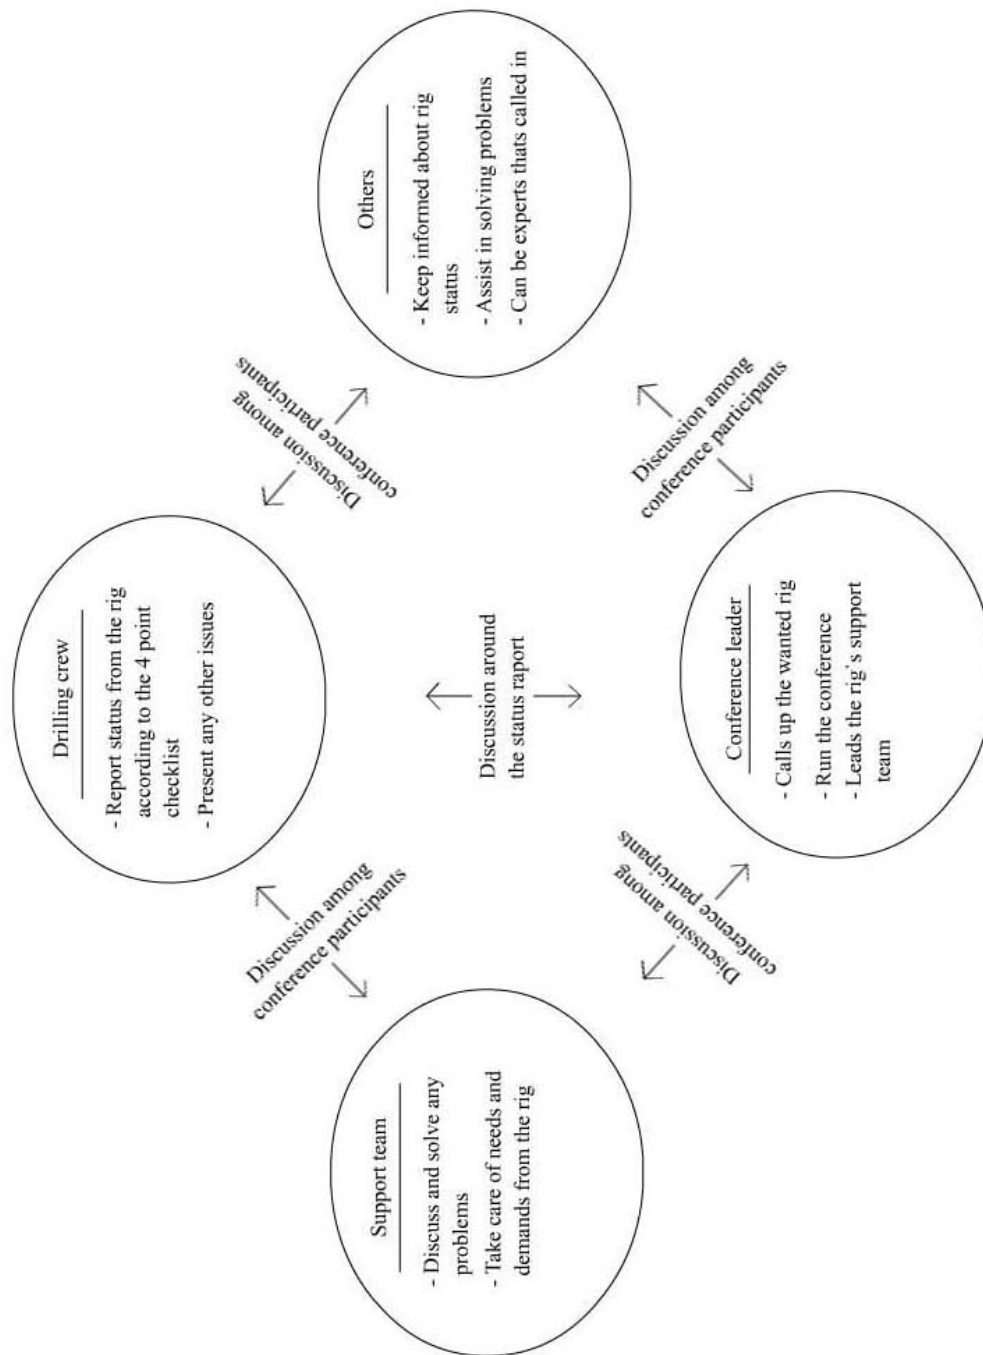 Drilling crew
- Report status from the rig
according to the 4 point
checklist
- Present any other issues
Discussion among
conference participants
Discussion among
conference participants
Support team
- Discuss and solve any
problems
- Take care of needs and
demands from the rig
Discussion around
the status raport
Others
- Keep informed about rig
status
- Assist in solving problems
- Can be experts thats called in
Discussion among
conference participants
Discussion among
conference participants
Conference leader
- Calls up the wanted rig
- Run the conference
- Leads the rig`s support
team